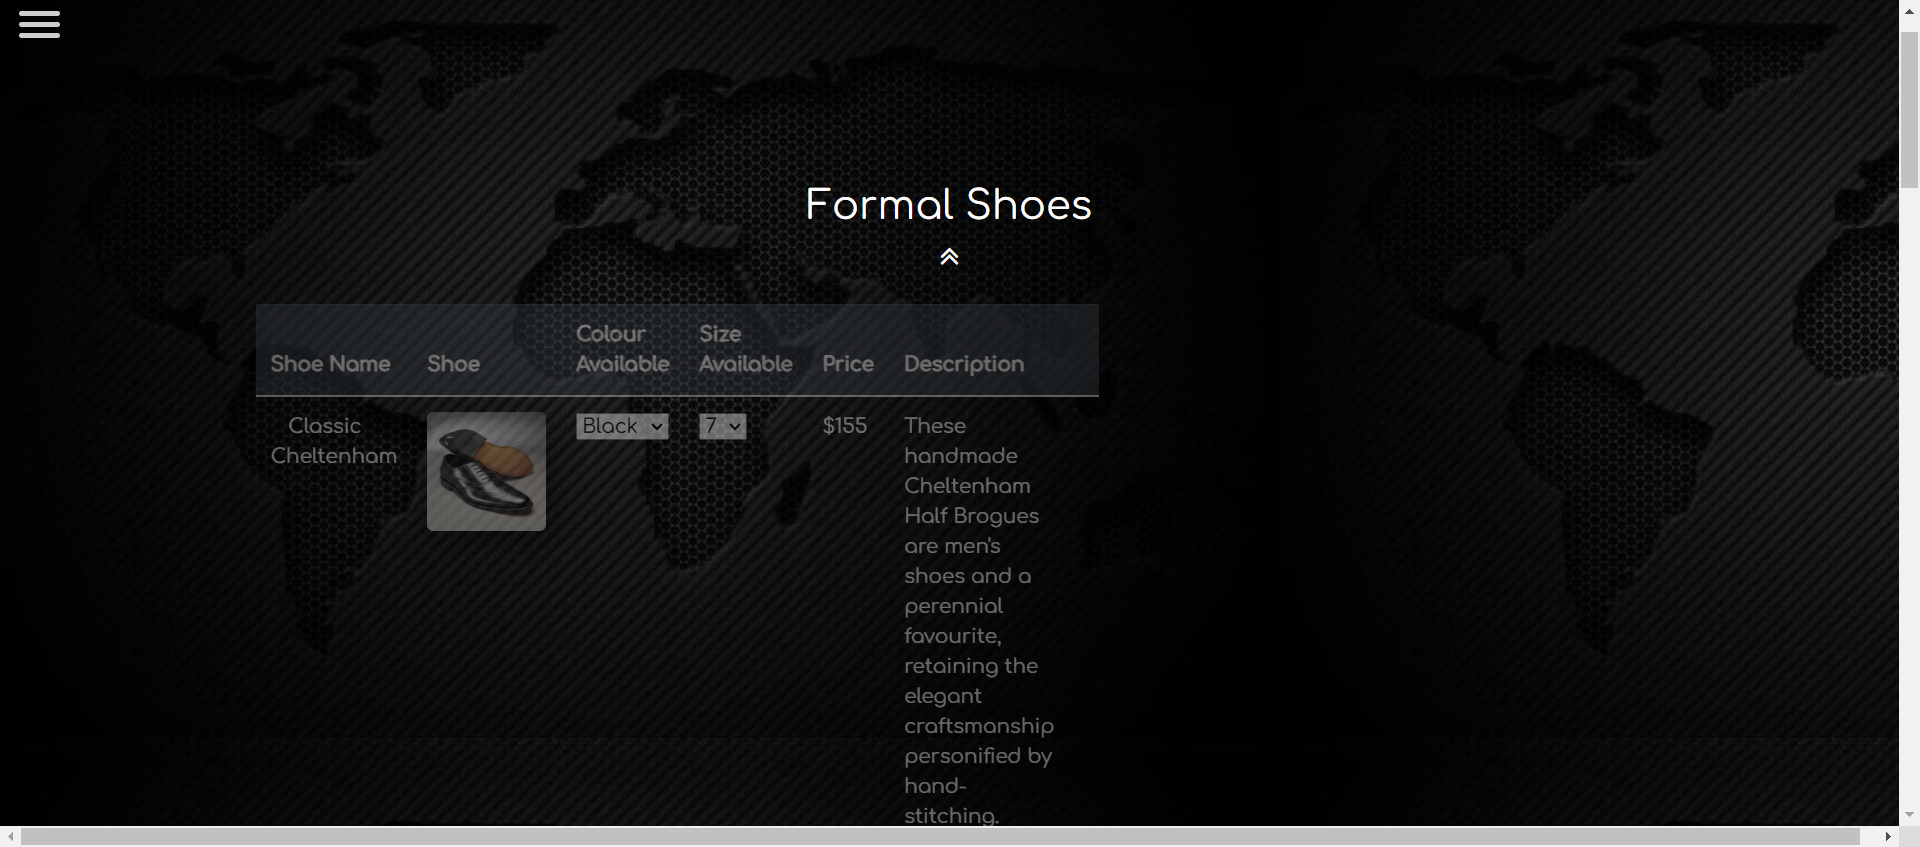 Formal Shoes
Shoe Name Shoe Colour Available Size Available Price Description
Classic Cheltenham
Black
7
$155
These
handmade
Cheltenham
Half Brogues
are men's
shoes and a
perennial
favourite,
retaining the
elegant
craftsmanship
personified by
hand-
stitching.